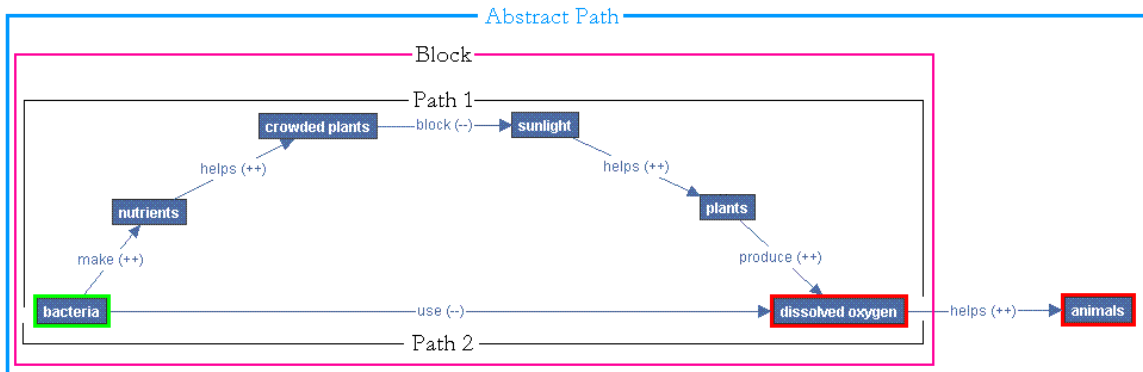 Abstract Path
Block
Path 1
crowded plants
block (--)
sunlight
helps (++)
helps (++)
nutrients
plants
make (++)
produce (++)
bacteria
use (--)
dissolved oxygen
helps (++)
animals
Path 2